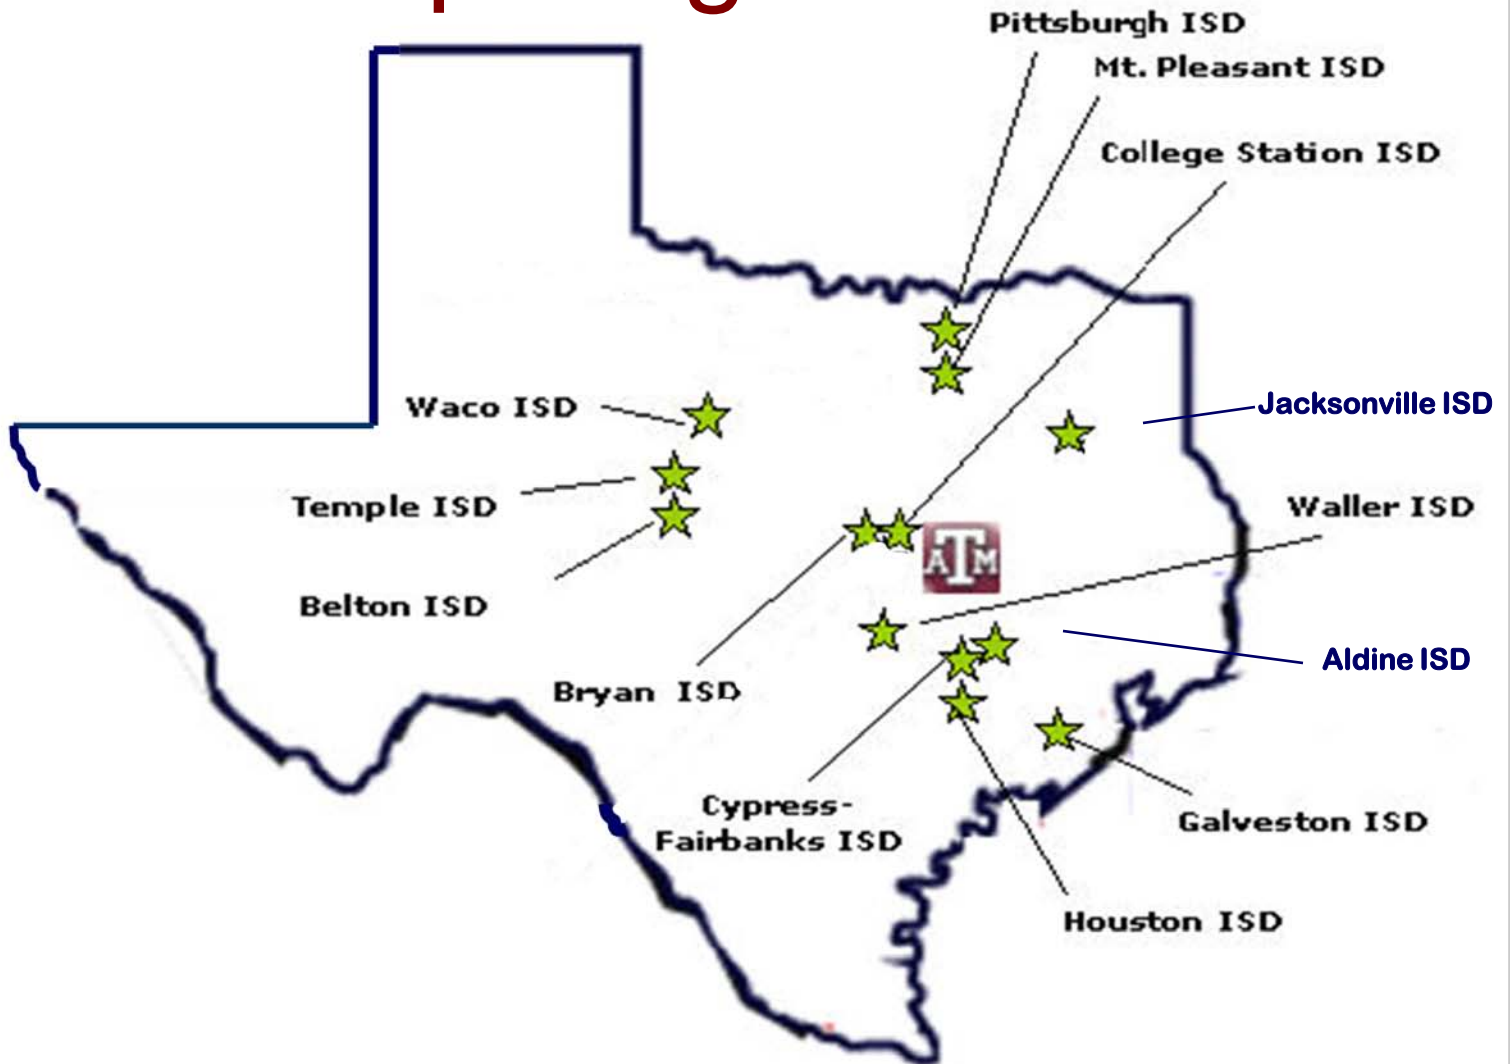 Pittsburgh ISD
Mt. Pleasant ISD
College Station ISD
Waco ISD
Jacksonville ISD
Temple ISD
Waller ISD
ATM
Belton ISD
Aldine ISD
Bryan ISD
Cypress-
Fairbanks ISD
Galveston ISD
Houston ISD